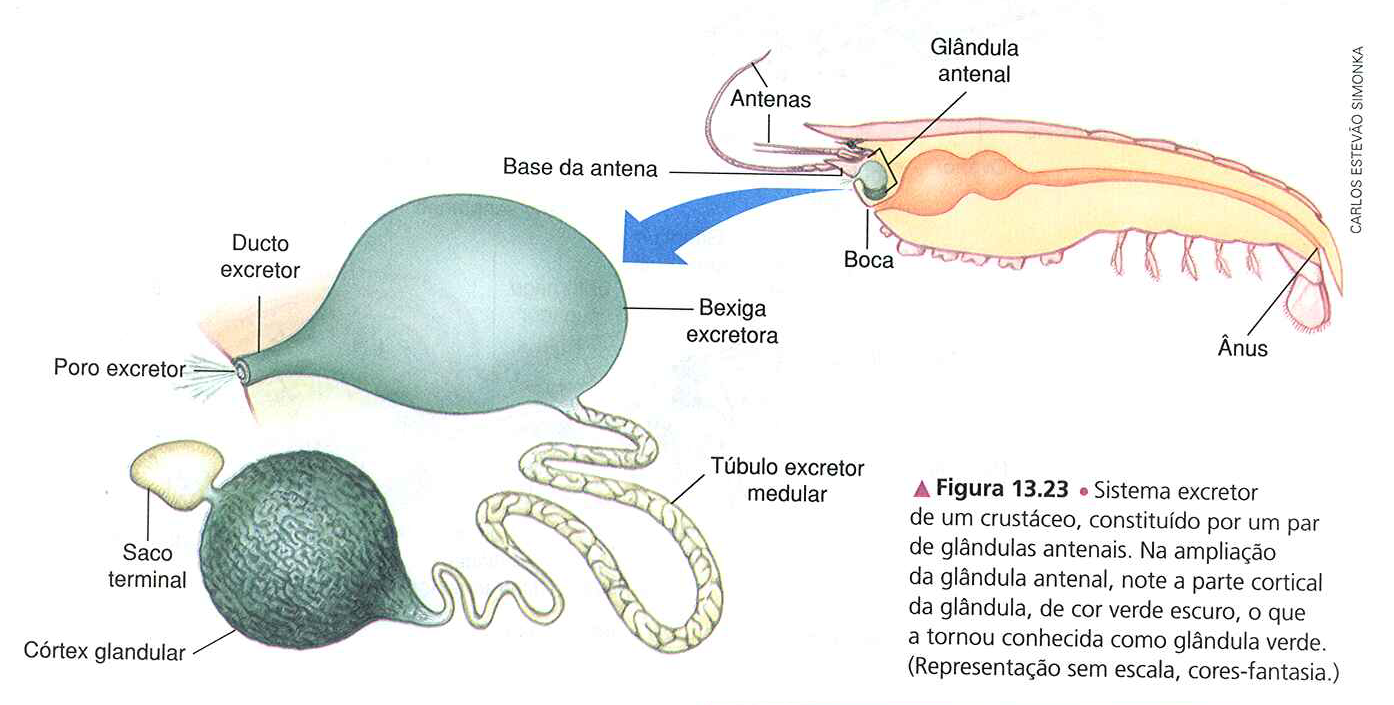 Glândula
antenal
Antenas
Base da antena
Boca
Ânus
Ducto
excretor
Poro excretor
Bexiga
excretora
Túbulo excretor
medular
Saco
terminal
Córtex glandular
CARLOS ESTEVÃO SIMONKA
▲ Figura 13.23 • Sistema excretor
de um crustáceo, constituído por um par
de glândulas antenais. Na ampliação
da glândula antenal, note a parte cortical
da glândula, de cor verde escuro, o que
a tornou conhecida como glândula verde.
(Representação sem escala, cores-fantasia.)